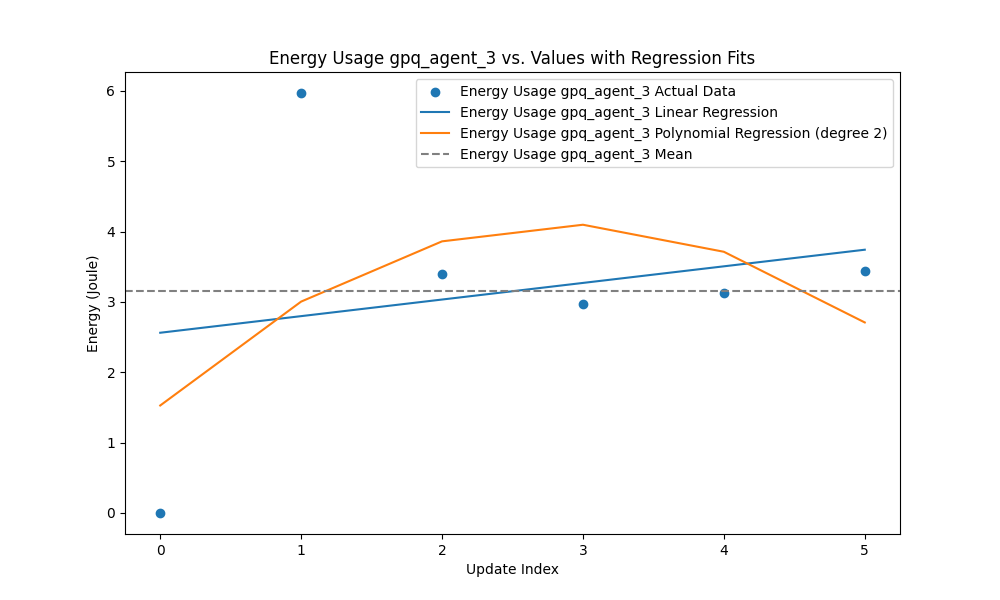 Energy Usage gpq_agent_3 vs. Values with Regression Fits
Energy Usage gpq_agent_3 Actual Data
Energy Usage gpq_agent_3 Linear Regression
Energy Usage gpq_agent_3 Polynomial Regression (degree 2)
Energy Usage gpq_agent_3 Mean
Energy (Joule)
6
5
4
3
2
1
0
0 1 2 3 4 5
Update Index